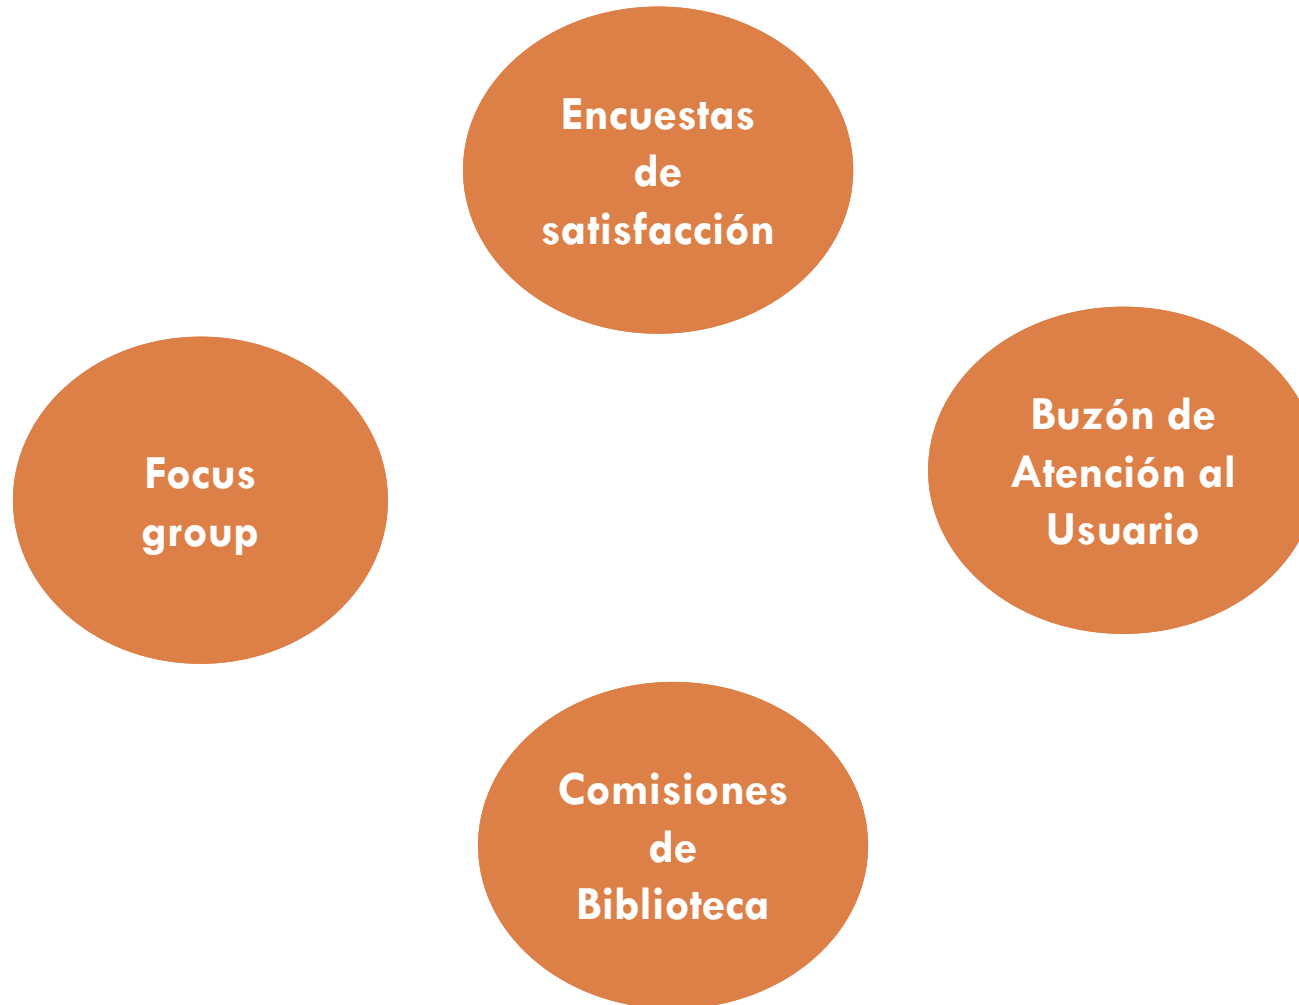 Encuestas
de
satisfacción
Buzón de
Atención al
Usuario
Focus
group
Comisiones
de
Biblioteca